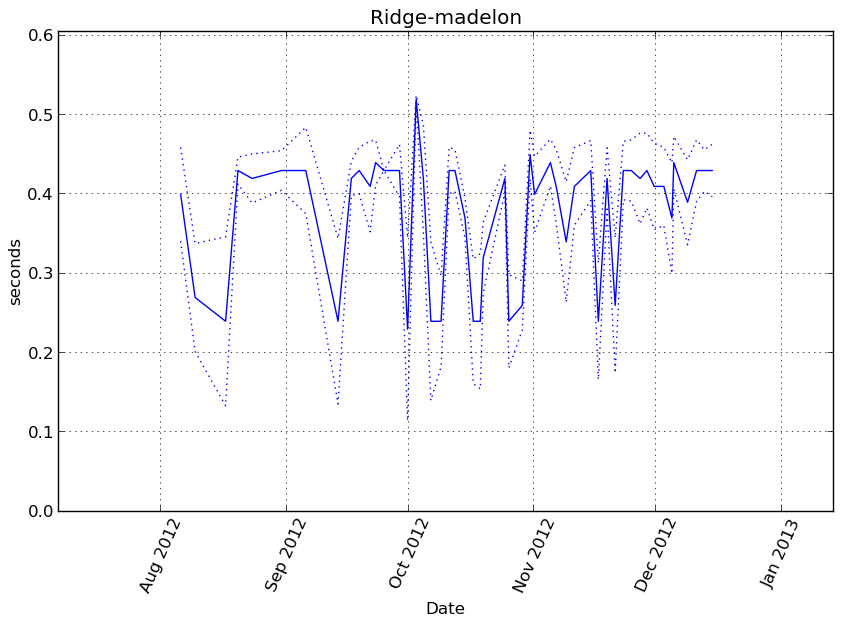 Ridge-madelon
0.6
0.5
0.4
0.3
0.2
0.1
0.0
seconds
Aug 2012
Sep 2012
Oct 2012
Nov 2012
Dec 2012
Jan 2013
Date